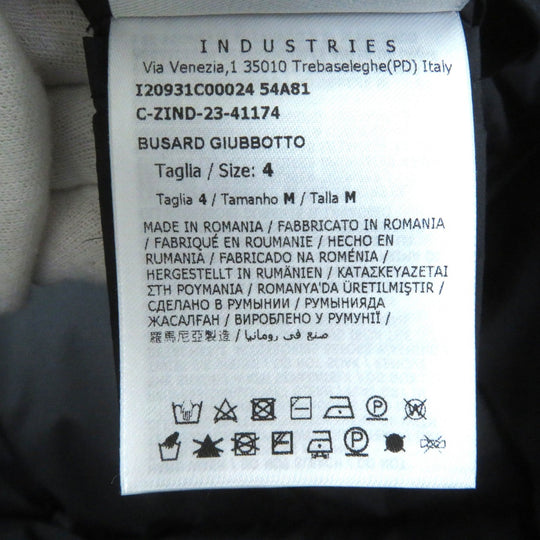 INDUSTRIES
Via Venezia,1 35010 Trebaseleghe(PD) Italy
I20931C00024 54A81
C-ZIND-23-41174
BUSARD GIUBBOTTO
Taglia / Size: 4
Taglia 4 / Tamanho M / Talla M
MADE IN ROMANIA / FABBRICATO IN ROMANIA
/ FABRIQUÉ EN ROUMANIE / HECHO EN
RUMANIA / FABRICADO NA ROMÉNIA /
HERGESTELLT IN RUMÄNIEN / ΚΑΤΑΣΚΕΥΑΖΕΤΑΙ
ΣΤΗ ΡΟΥΜΑΝΙΑ / ROMANYA'DA ÜRETILMIŞTIR /
СДЕЛАНО В РУМЫНИИ / РУМЫНИЯДА
ЖАСАЛҒАН / ВИРОБЛЕНО У РУМУНІЇ /
羅馬尼亞製造 / صنع في رومانيا